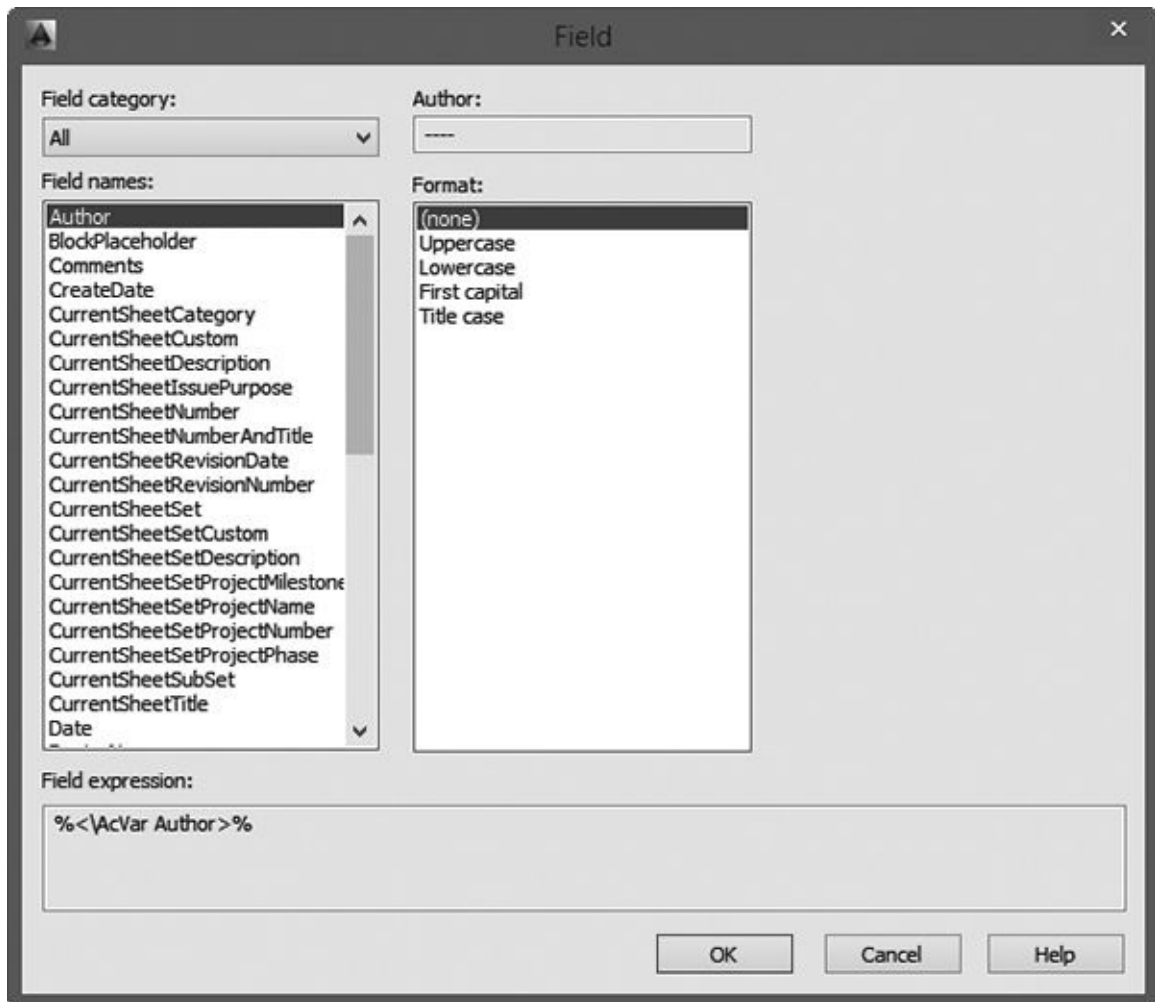 Field
Field category:
All
Field names:
Author
BlockPlaceholder
Comments
CreateDate
CurrentSheetCategory
CurrentSheetCustom
CurrentSheetDescription
CurrentSheetIssuePurpose
CurrentSheetNumber
CurrentSheetNumberAndTitle
CurrentSheetRevisionDate
CurrentSheetRevisionNumber
CurrentSheetSet
CurrentSheetSetCustom
CurrentSheetSetDescription
CurrentSheetSetProjectMilestone
CurrentSheetSetProjectName
CurrentSheetSetProjectNumber
CurrentSheetSetProjectPhase
CurrentSheetSubSet
CurrentSheetTitle
Date
Author:
----
Format:
(none)
Uppercase
Lowercase
First capital
Title case
Field expression:
%<\AcVar Author>%
OK
Cancel
Help